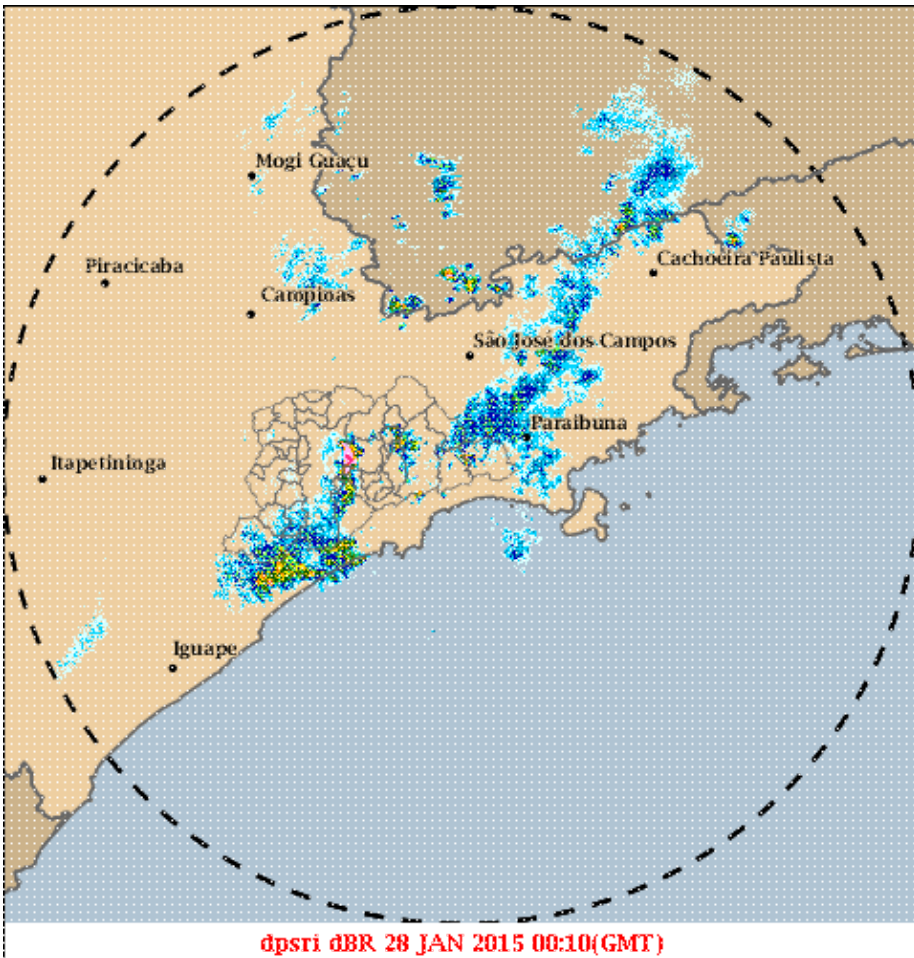 Mogi Guaçu
Piracicaba
Cachoeira Paulista
Campinas
São José dos Campos
Paraibuna
Itapetininga
Iguape
dpsri dBR 28 JAN 2015 00:10(GMT)